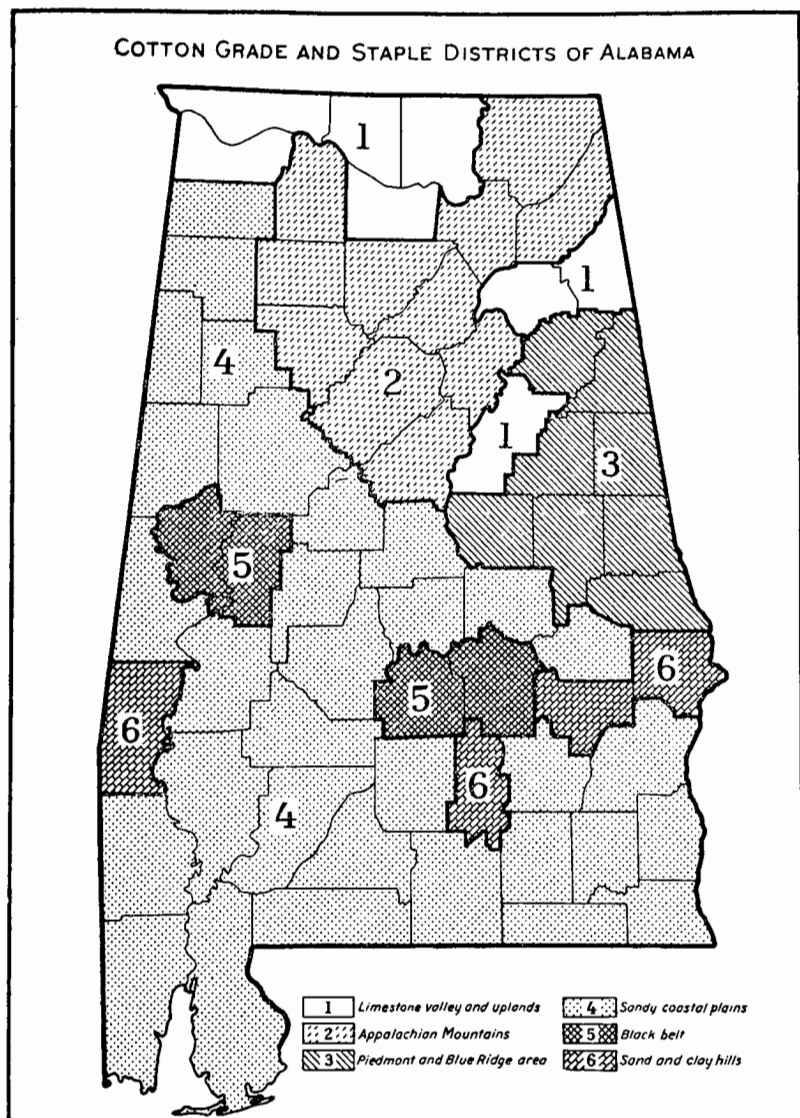 COTTON GRADE AND STAPLE DISTRICTS OF ALABAMA
1
1
4
2
1
3
5
6
5
6
6
4
1 Limestone valley and uplands
2 Appalachian Mountains
3 Piedmont and Blue Ridge area
4 Sandy coastal plains
5 Black belt
6 Sand and clay hills